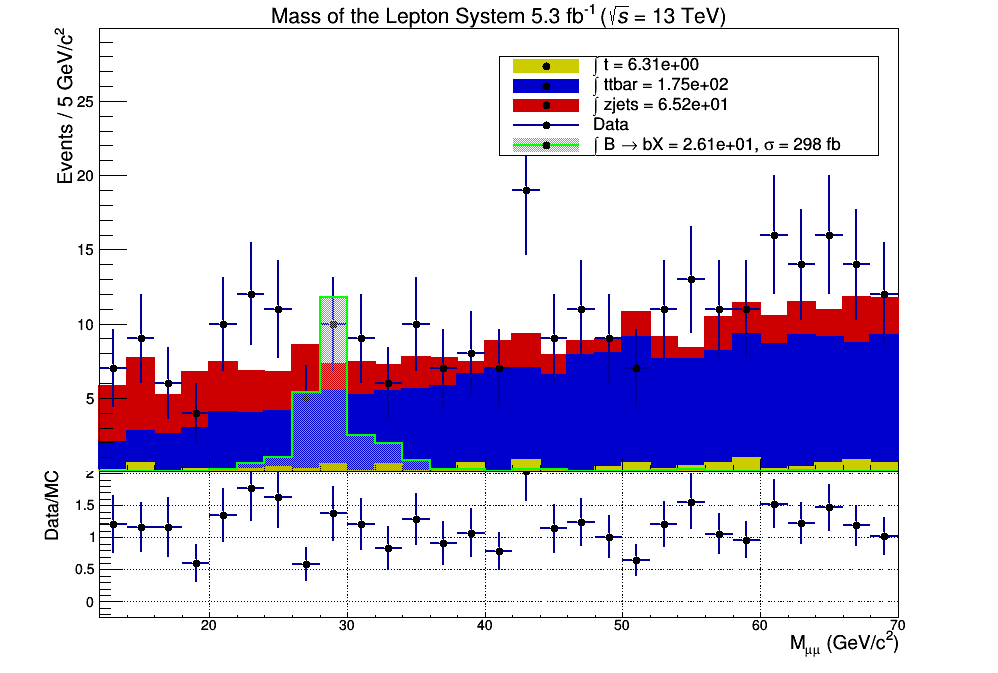 Mass of the Lepton System 5.3 fb⁻¹ (√s = 13 TeV)
Events / 5 GeV/c²
∫ t = 6.31e+00
∫ ttbar = 1.75e+02
∫ zjets = 6.52e+01
Data
∫ B → bX = 2.61e+01, σ = 298 fb
25
20
15
10
5
Data/MC
2
1.5
1
0.5
0
20 30 40 50 60 70
M_μμ (GeV/c²)